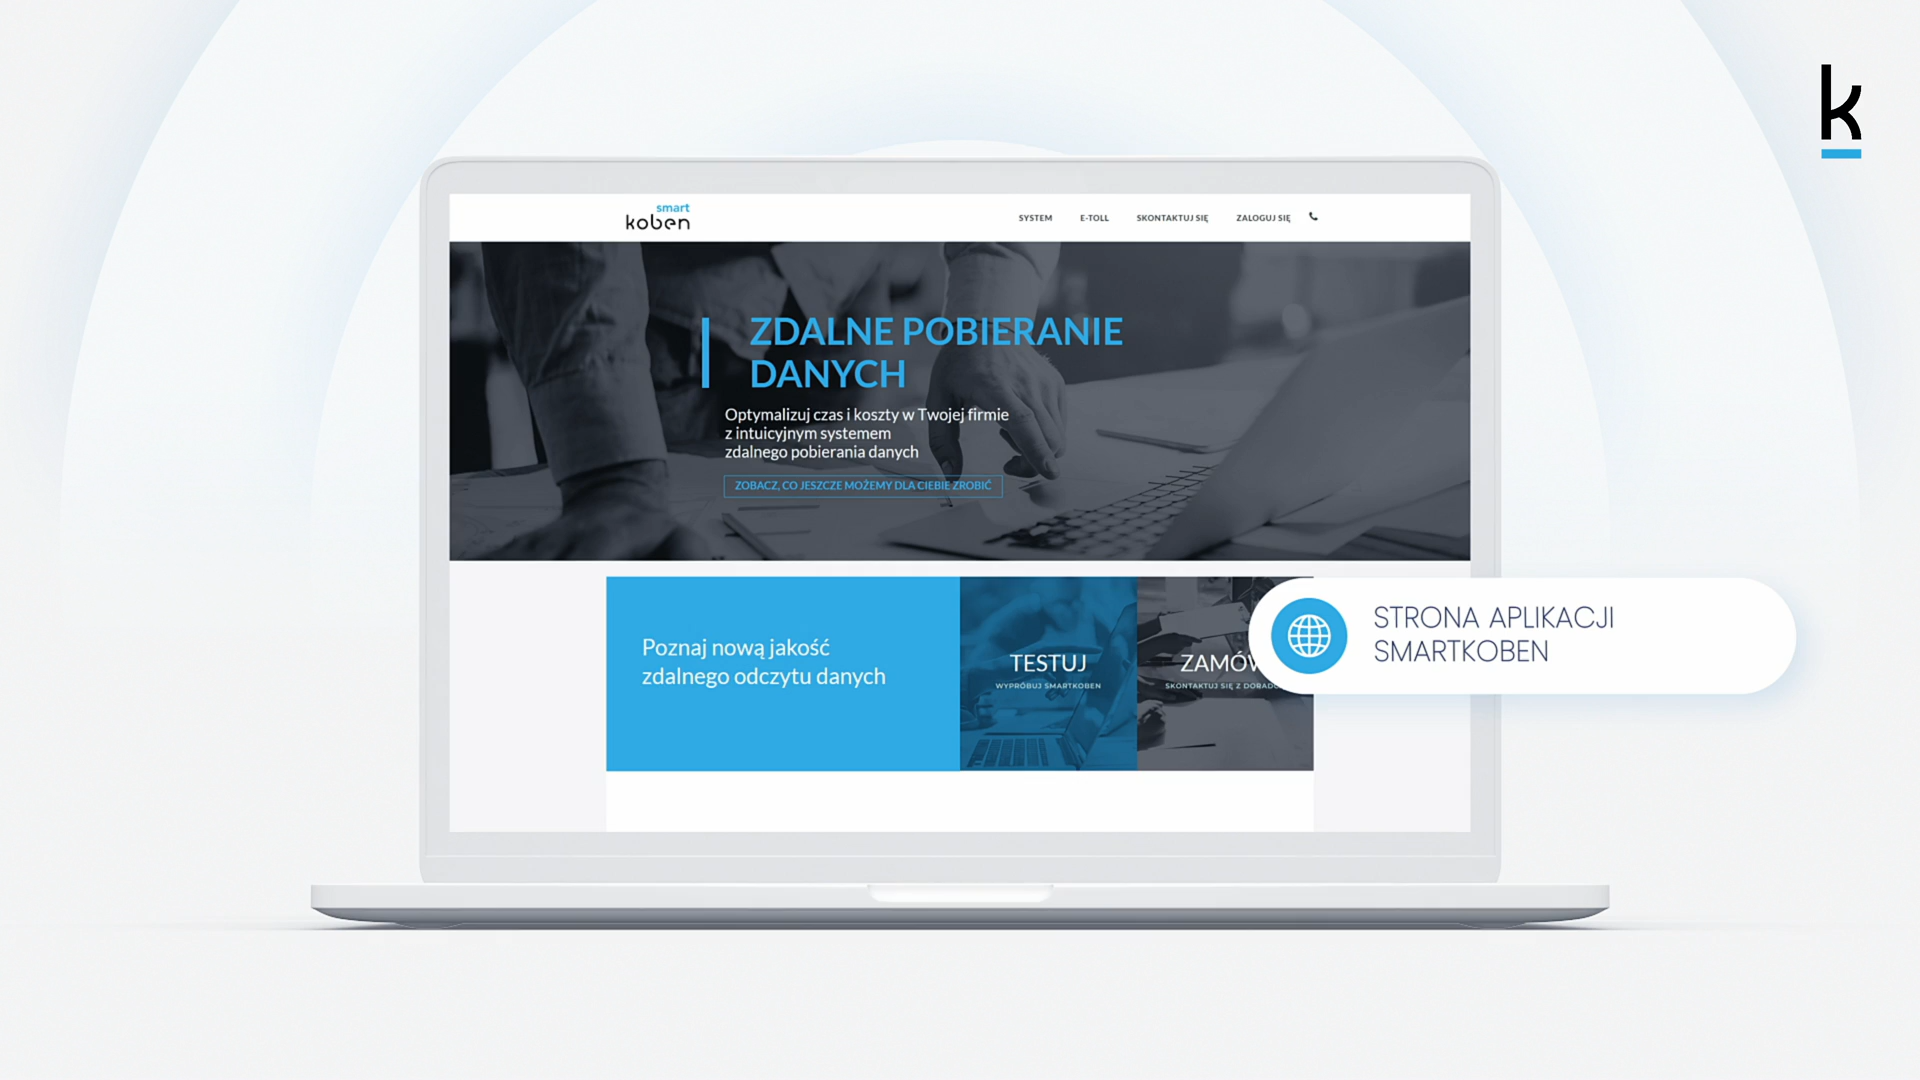 k
smart
koben
SYSTEM E-TOLL SKONTAKTUJ SIĘ ZALOGUJ SIĘ
ZDALNE POBIERANIE
DANYCH
Optymalizuj czas i koszty w Twojej firmie
z intuicyjnym systemem
zdalnego pobierania danych
ZOBACZ, CO JESZCZE MOŻEMY DLA CIEBIE ZROBIĆ
Poznaj nową jakość
zdalnego odczytu danych
TESTUJ
WYPRÓBUJ SMARTKOBEN
SKONTAKTUJ SIĘ Z
STRONA APLIKACJI
SMARTKOBEN